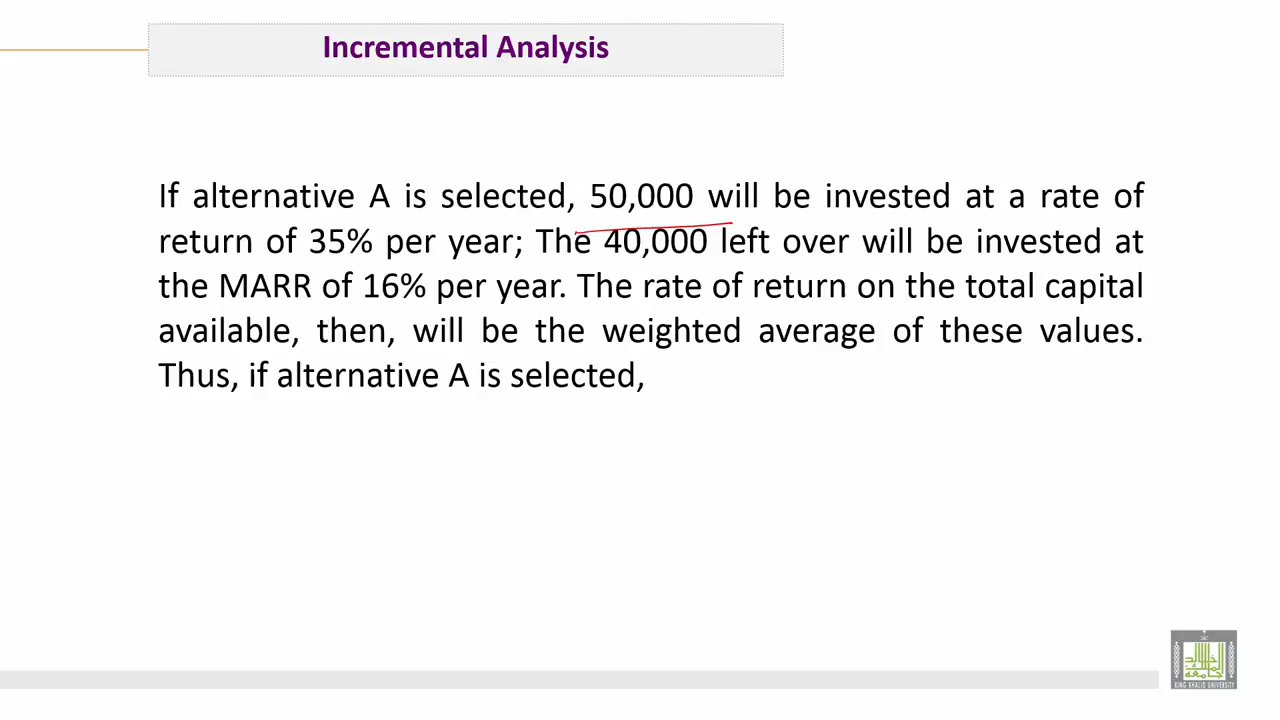 Incremental Analysis
If alternative A is selected, 50,000 will be invested at a rate of
return of 35% per year; The 40,000 left over will be invested at
the MARR of 16% per year. The rate of return on the total capital
available, then, will be the weighted average of these values.
Thus, if alternative A is selected,
KING KHALID UNIVERSITY